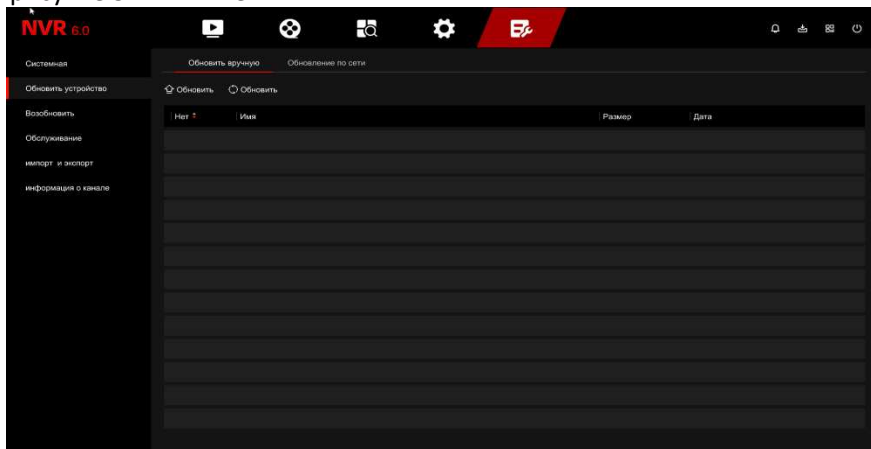 NVR 6.0
Системная
Обновить вручную Обновление по сети
Обновить устройство
Обновить Обновить
Возобновить
Нет Имя Размер Дата
Обслуживание
импорт и экспорт
информация о канале